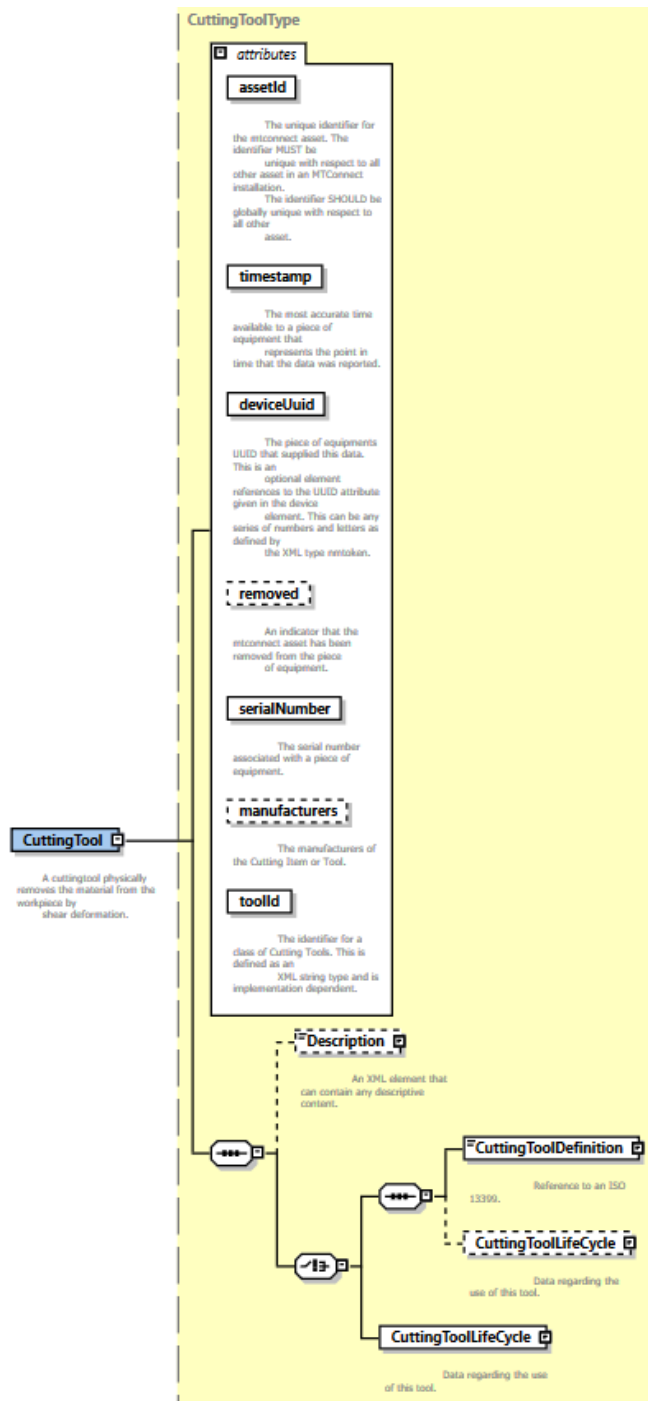 CuttingToolType
attributes
assetId
The unique identifier for
the mtconnect asset. The
identifier MUST be
unique with respect to all
other asset in an MTConnect
installation.
The identifier SHOULD be
globally unique with respect to
all other
asset.
timestamp
The most accurate time
available to a piece of
equipment that
represents the point in
time that the data was reported.
deviceUuid
The piece of equipments
UUID that supplied this data.
This is an
optional element
references to the UUID attribute
given in the device
element. This can be any
series of numbers and letters as
defined by
the XML type nmtoken.
removed
An indicator that the
mtconnect asset has been
removed from the piece
of equipment.
serialNumber
The serial number
associated with a piece of
equipment.
manufacturers
The manufacturers of
the Cutting Item or Tool.
toolId
The identifier for a
class of Cutting Tools. This is
defined as an
XML string type and is
implementation dependent.
CuttingTool
A cuttingtool physically
removes the material from the
workpiece by
shear deformation.
Description
An XML element that
can contain any descriptive
content.
CuttingToolDefinition
Reference to an ISO
13399.
CuttingToolLifeCycle
Data regarding the
use of this tool.
CuttingToolLifeCycle
Data regarding the use
of this tool.